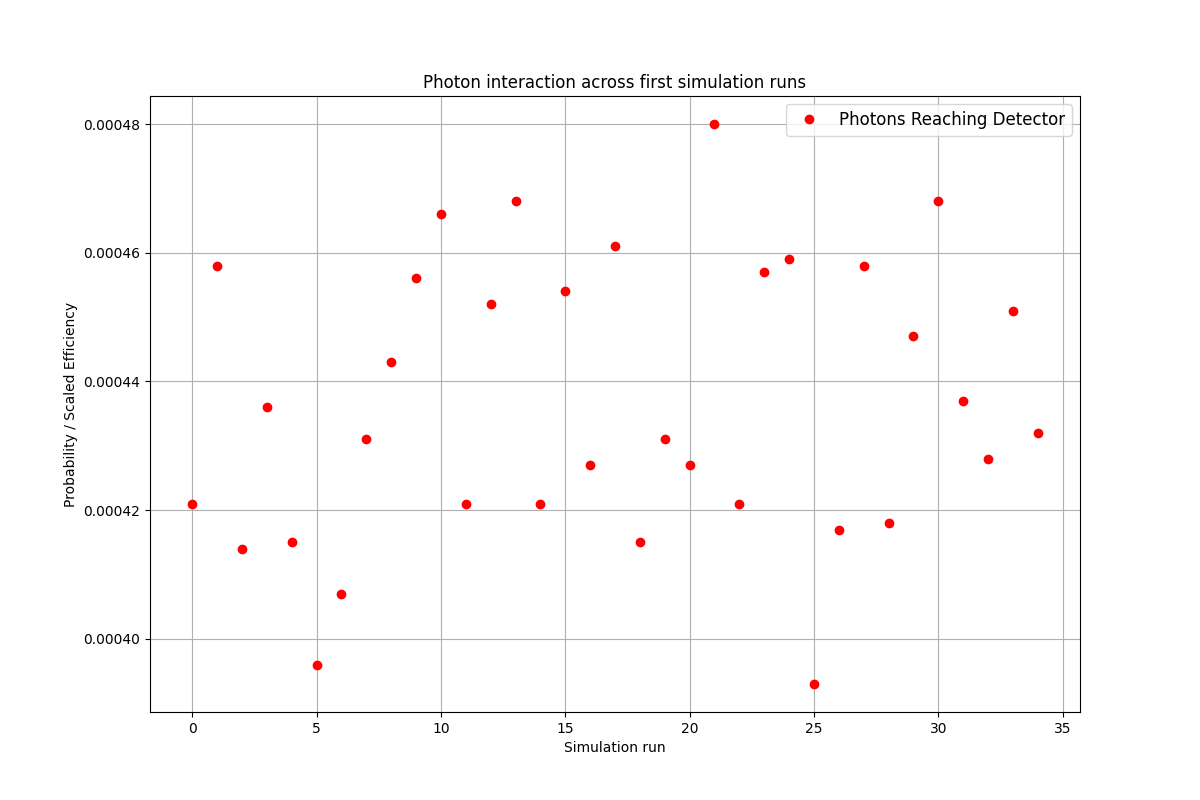 Photon interaction across first simulation runs
Photons Reaching Detector
0.00048
0.00046
0.00044
0.00042
0.00040
Probability / Scaled Efficiency
0 5 10 15 20 25 30 35
Simulation run